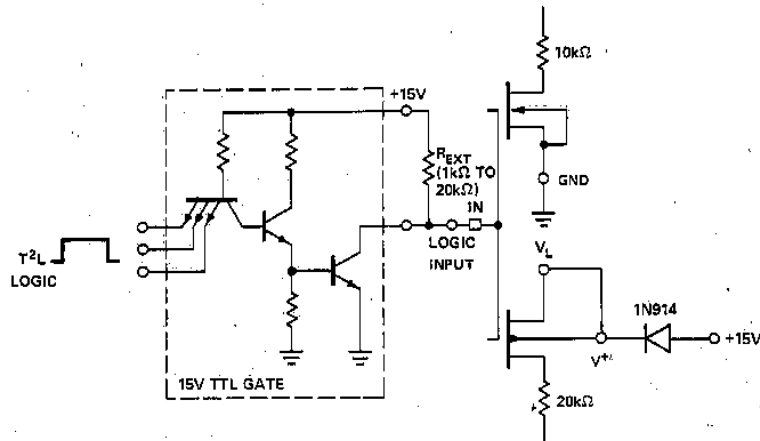 10kΩ
+15V
R_EXT
(1kΩ TO
20kΩ)
IN
GND
LOGIC
INPUT
T²L
LOGIC
V_L
1N914
+15V
V⁺
15V TTL GATE
20kΩ